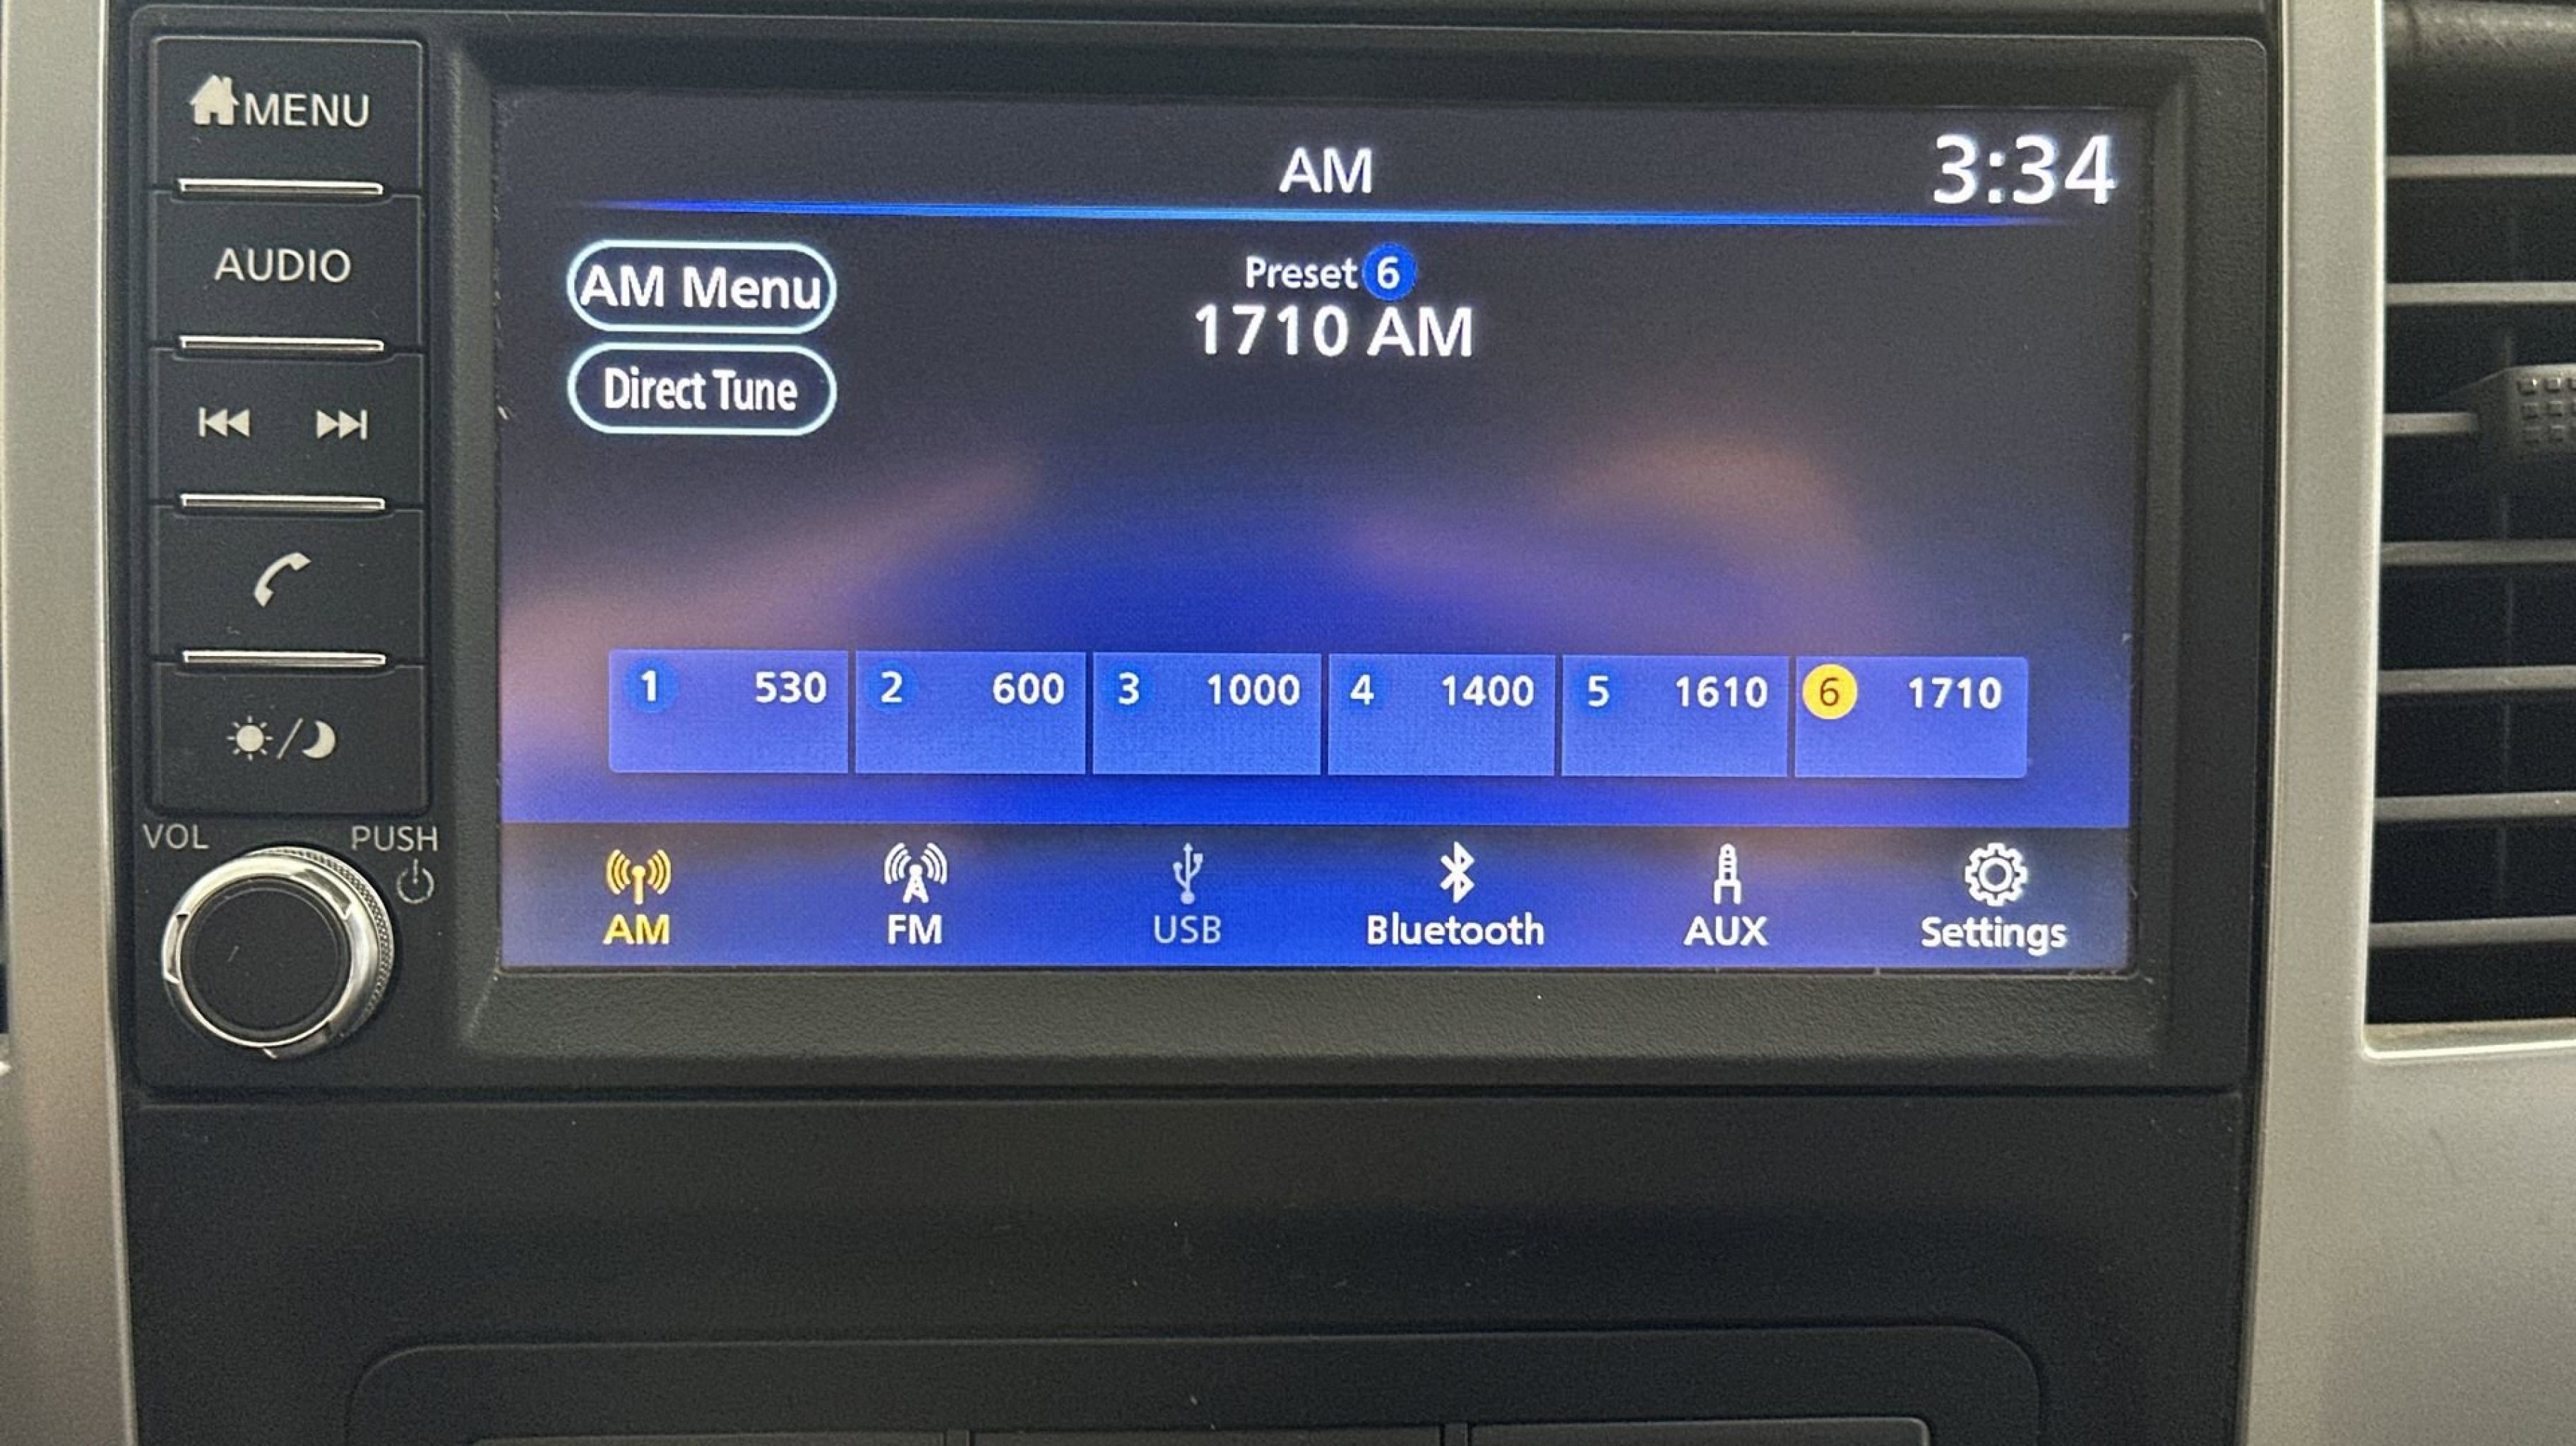 MENU
AUDIO
VOL PUSH
AM 3:34
AM Menu
Direct Tune
Preset 6
1710 AM
1 530 2 600 3 1000 4 1400 5 1610 6 1710
AM FM USB Bluetooth AUX Settings